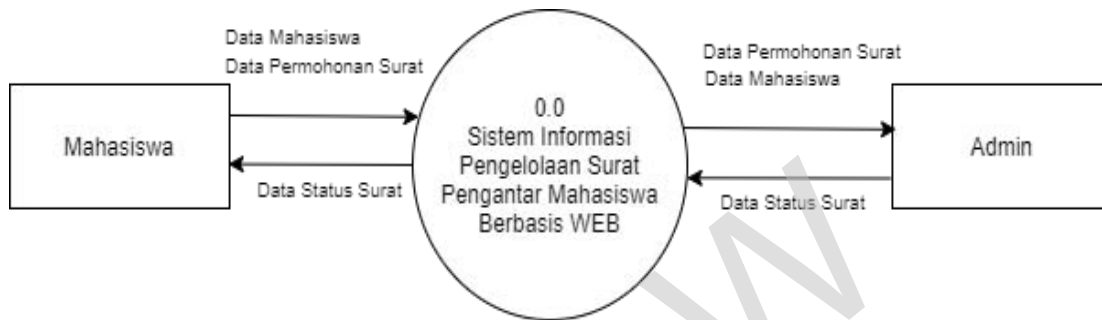 Data Mahasiswa
Data Permohonan Surat
Mahasiswa
Data Status Surat
0.0
Sistem Informasi
Pengelolaan Surat
Pengantar Mahasiswa
Berbasis WEB
Data Permohonan Surat
Data Mahasiswa
Admin
Data Status Surat
W